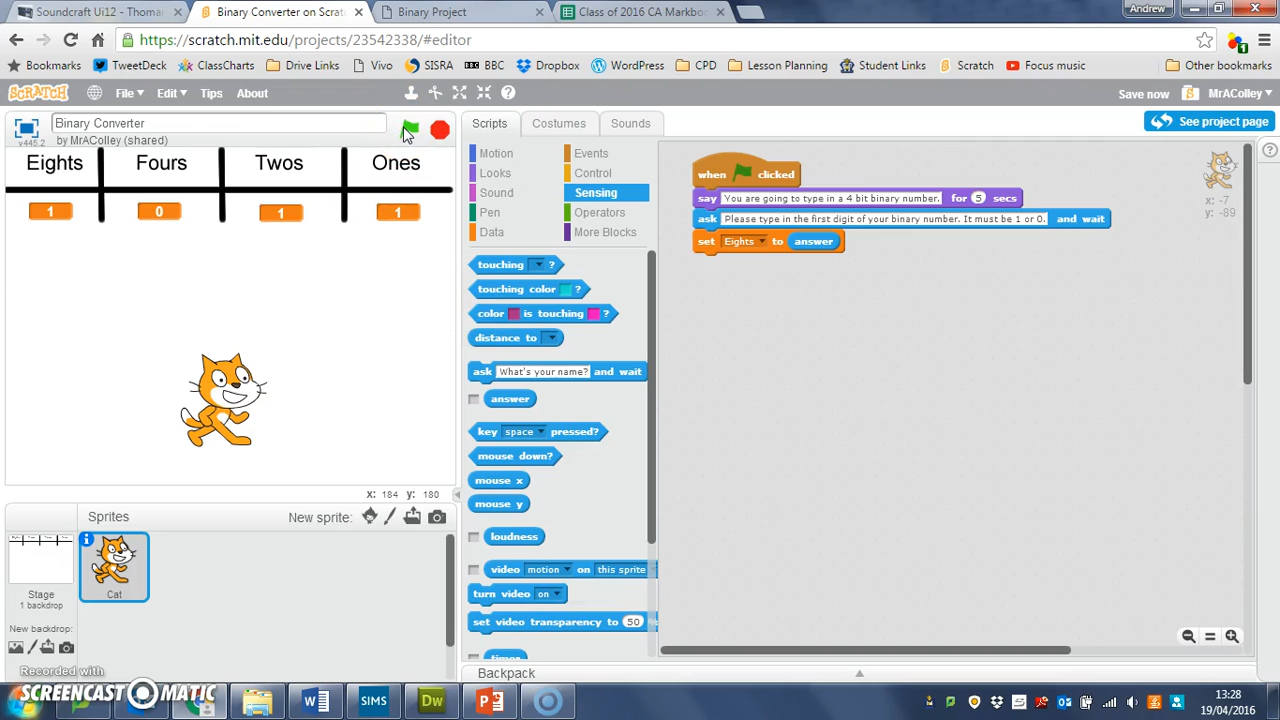 Soundcraft Ui12 - Thoman
Binary Converter on Scrat
Binary Project
Class of 2016 CA Markboo
Andrew
https://scratch.mit.edu/projects/23542338/#editor
Bookmarks TweetDeck ClassCharts Drive Links Vivo SISRA BBC Dropbox WordPress CPD Lesson Planning Student Links Scratch Focus music Other bookmarks
SCRATCH File Edit Tips About Save now MrAColley
Binary Converter
by MrAColley (shared)
v445.2
Scripts Costumes Sounds
See project page
Eights Fours Twos Ones
1 0 1 1
Motion Events
Looks Control
Sound Sensing
Pen Operators
Data More Blocks
touching ?
touching color ?
color is touching ?
distance to
ask What's your name? and wait
answer
key space pressed?
mouse down?
mouse x
mouse y
loudness
video motion on this sprite
turn video on
set video transparency to 50 %
timer
when clicked
say You are going to type in a 4 bit binary number. for 5 secs
ask Please type in the first digit of your binary number. It must be 1 or 0. and wait
set Eights to answer
x: -7
y: -89
x: 184 y: 180
Sprites New sprite:
Stage
1 backdrop
New backdrop:
Cat
Backpack
Recorded with
SCREENCAST MATIC
SIMS
Dw
13:28
19/04/2016